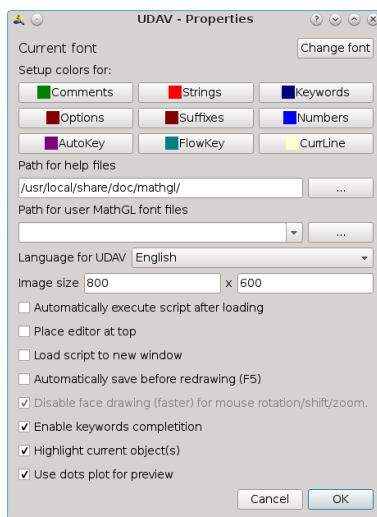 UDAV - Properties
Current font
Change font
Setup colors for:
Comments Strings Keywords
Options Suffixes Numbers
AutoKey FlowKey CurrLine
Path for help files
/usr/local/share/doc/mathgl/ ...
Path for user MathGL font files
...
Language for UDAV English
Image size 800 x 600
Automatically execute script after loading
Place editor at top
Load script to new window
Automatically save before redrawing (F5)
Disable face drawing (faster) for mouse rotation/shift/zoom.
Enable keywords completition
Highlight current object(s)
Use dots plot for preview
Cancel OK